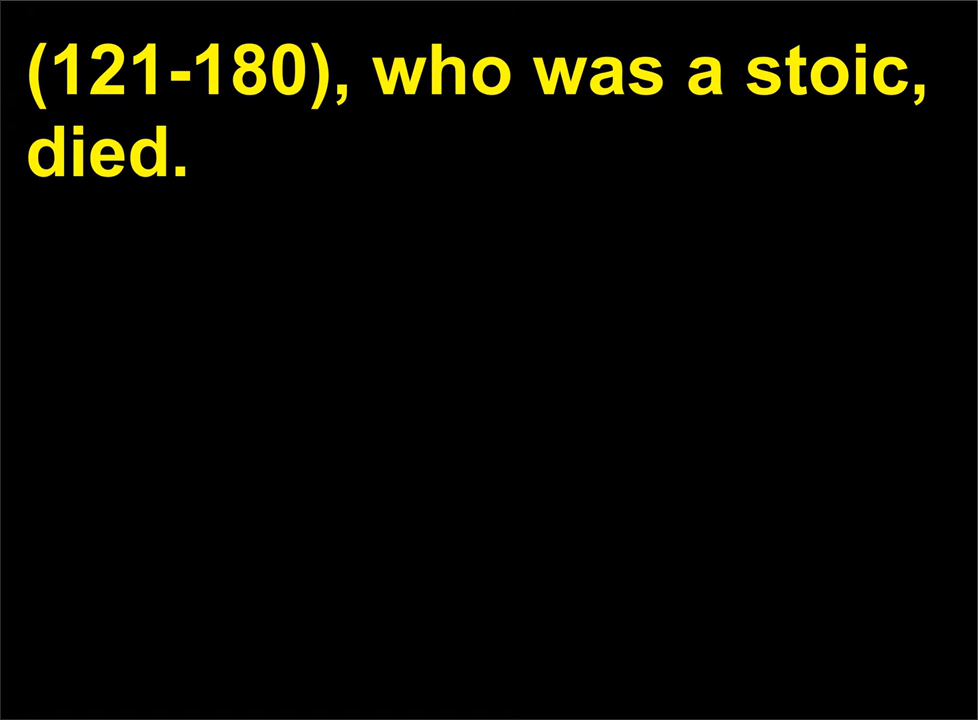 (121-180), who was a stoic,
died.